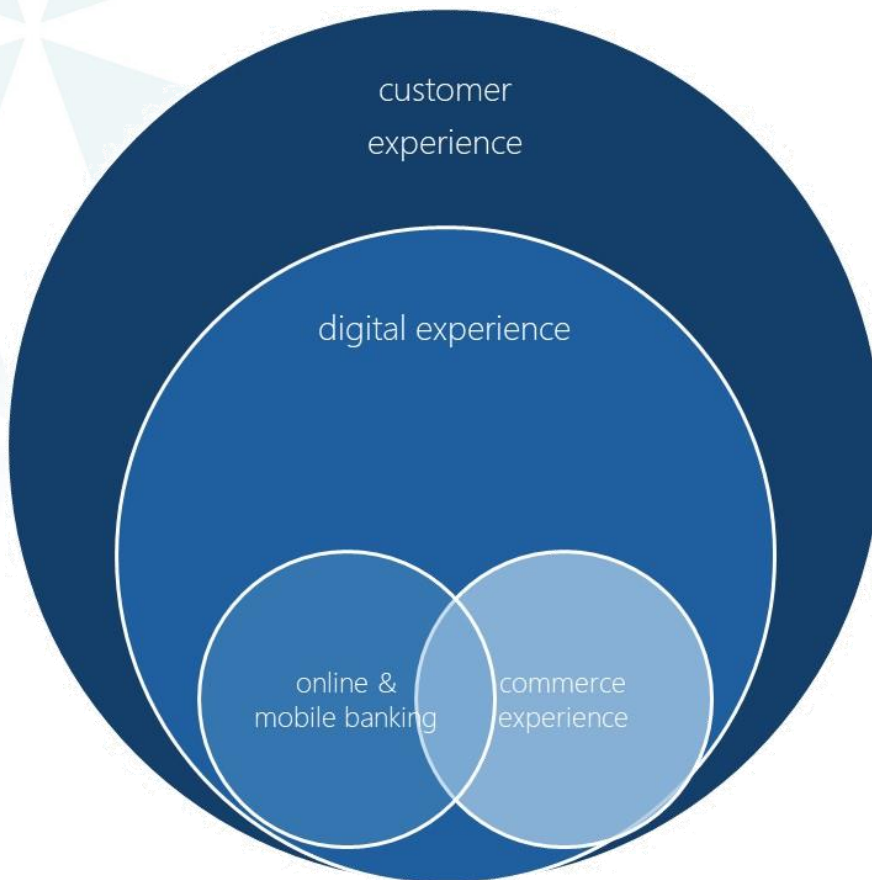 customer
experience
digital experience
online &
mobile banking
commerce
experience